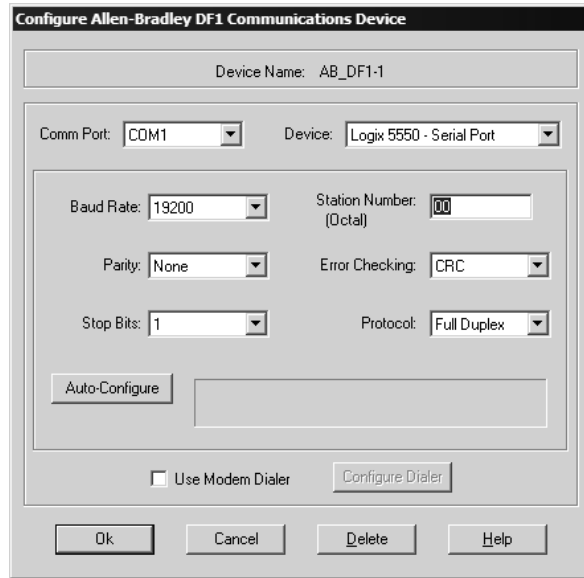 Configure Allen-Bradley DF1 Communications Device
Device Name: AB_DF1-1
Comm Port: COM1 Device: Logix 5550 - Serial Port
Baud Rate: 19200 Station Number: 00
(Octal)
Parity: None Error Checking: CRC
Stop Bits: 1 Protocol: Full Duplex
Auto-Configure
Use Modem Dialer Configure Dialer
Ok Cancel Delete Help